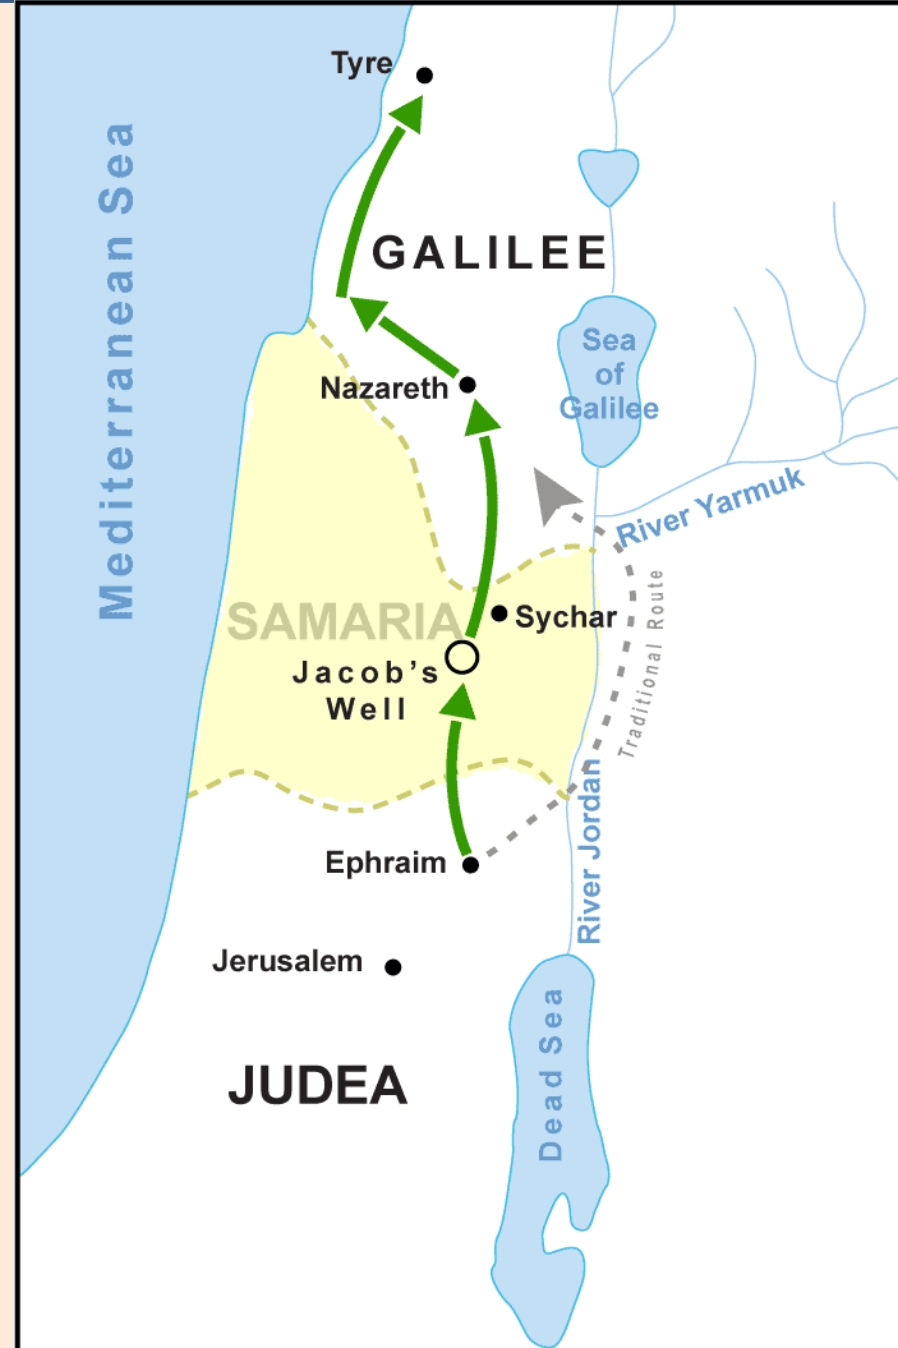 Tyre
Mediterranean Sea
GALILEE
Sea
of
Galilee
Nazareth
River Yarmuk
Traditional Route
SAMARIA
Sychar
Jacob's
Well
River Jordan
Ephraim
Jerusalem
Dead Sea
JUDEA